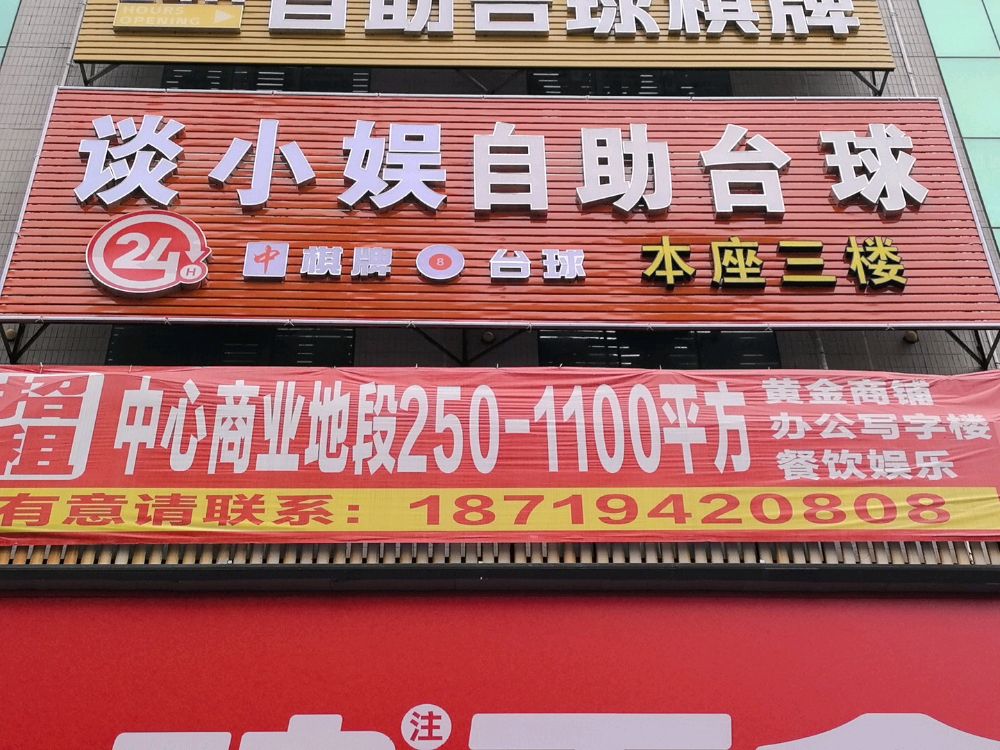 HOURS
OPENING
自助台球棋牌
谈小娱自助台球
24H 中 棋牌 8 台球 本座三楼
招租
中心商业地段250-1100平方
黄金商铺
办公写字楼
餐饮娱乐
有意请联系：18719420808
注